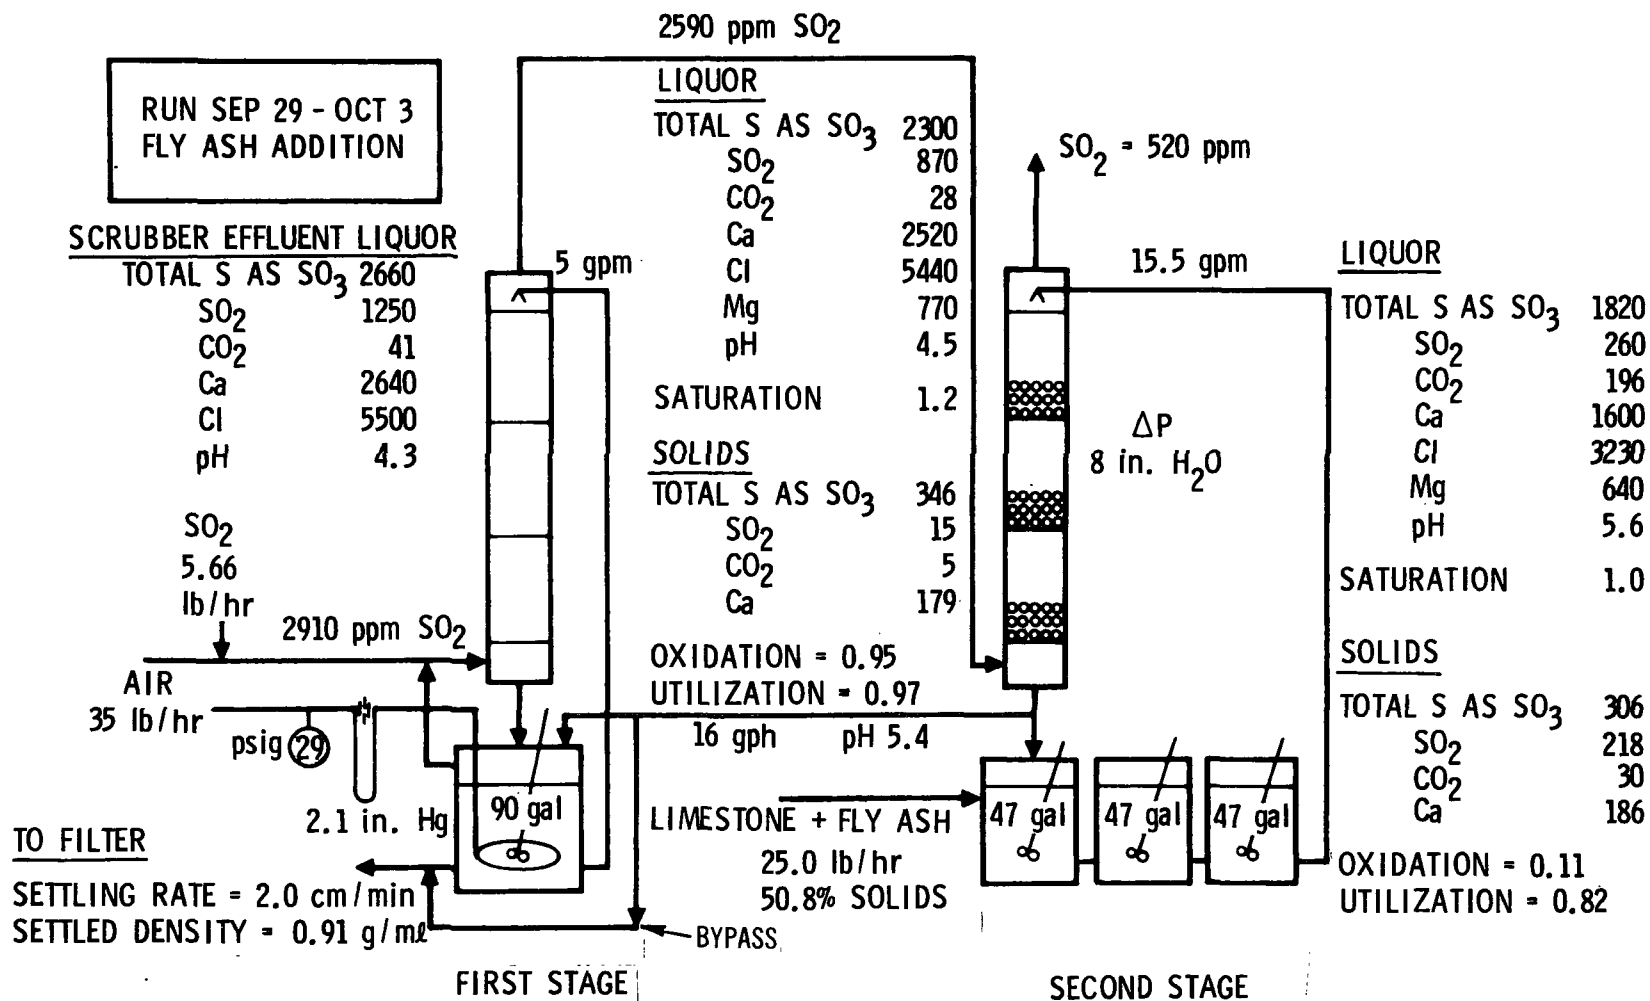 2590 ppm SO2
RUN SEP 29 - OCT 3
FLY ASH ADDITION
SCRUBBER EFFLUENT LIQUOR
TOTAL S AS SO3 2660
SO2 1250
CO2 41
Ca 2640
Cl 5500
pH 4.3
SO2
5.66
lb/hr
2910 ppm SO2
AIR
35 lb/hr
psig 29
2.1 in. Hg
90 gal
TO FILTER
SETTLING RATE = 2.0 cm/min
SETTLED DENSITY = 0.91 g/ml
BYPASS
FIRST STAGE
5 gpm
LIQUOR
TOTAL S AS SO3 2300
SO2 870
CO2 28
Ca 2520
Cl 5440
Mg 770
pH 4.5
SATURATION 1.2
SOLIDS
TOTAL S AS SO3 346
SO2 15
CO2 5
Ca 179
OXIDATION = 0.95
UTILIZATION = 0.97
16 gph pH 5.4
LIMESTONE + FLY ASH
25.0 lb/hr
50.8% SOLIDS
SO2 = 520 ppm
15.5 gpm
ΔP
8 in. H2O
47 gal 47 gal 47 gal
SECOND STAGE
LIQUOR
TOTAL S AS SO3 1820
SO2 260
CO2 196
Ca 1600
Cl 3230
Mg 640
pH 5.6
SATURATION 1.0
SOLIDS
TOTAL S AS SO3 306
SO2 218
CO2 30
Ca 186
OXIDATION = 0.11
UTILIZATION = 0.82